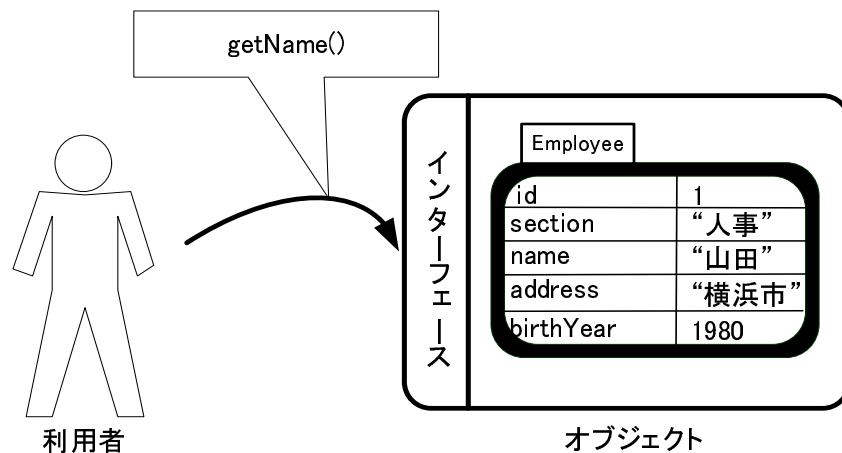 getName()
インターフェース
Employee
id 1
section “人事”
name “山田”
address “横浜市”
birthYear 1980
利用者
オブジェクト